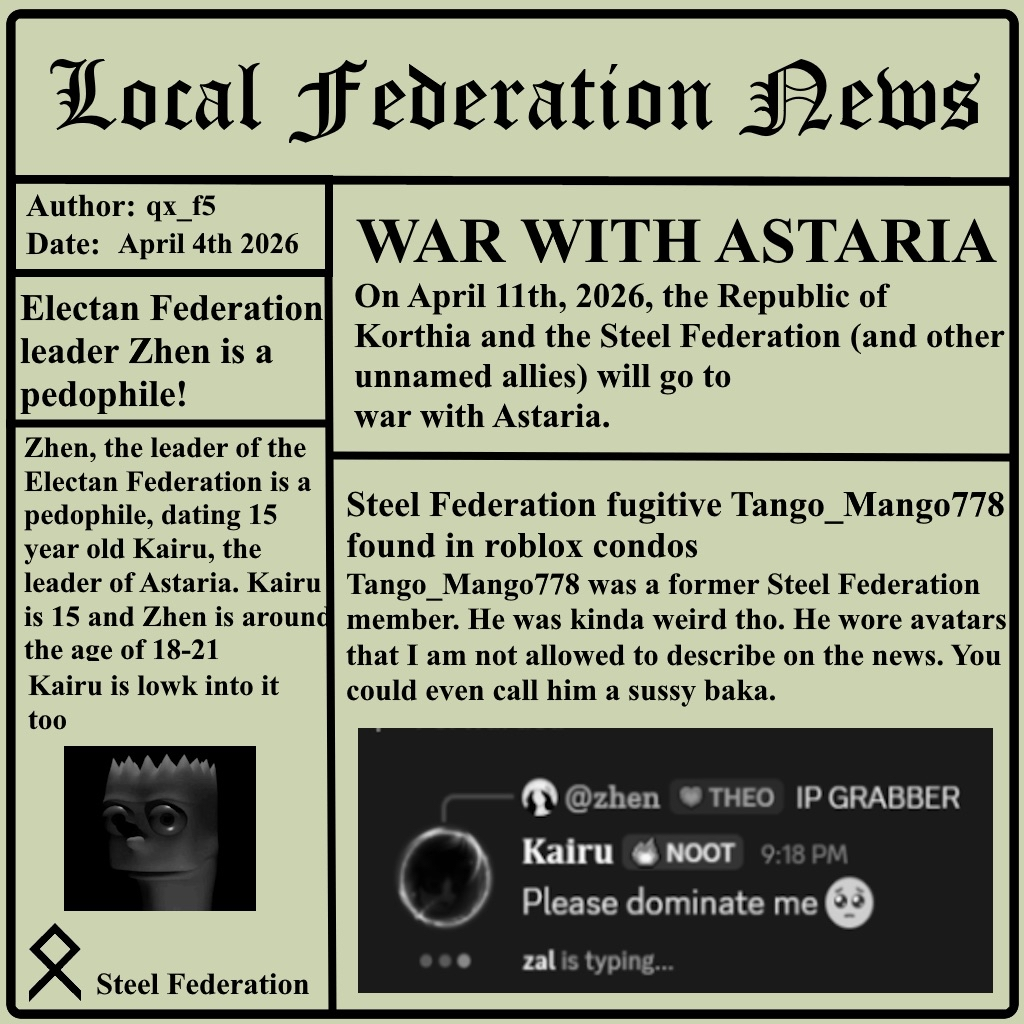 Local Federation News
Author: qx_f5
Date: April 4th 2026
Electan Federation
leader Zhen is a
pedophile!
Zhen, the leader of the
Electan Federation is a
pedophile, dating 15
year old Kairu, the
leader of Astaria. Kairu
is 15 and Zhen is around
the age of 18-21
Kairu is lowk into it
too
Steel Federation
WAR WITH ASTARIA
On April 11th, 2026, the Republic of
Korthia and the Steel Federation (and other
unnamed allies) will go to
war with Astaria.
Steel Federation fugitive Tango_Mango778
found in roblox condos
Tango_Mango778 was a former Steel Federation
member. He was kinda weird tho. He wore avatars
that I am not allowed to describe on the news. You
could even call him a sussy baka.
@zhen THEO IP GRABBER
Kairu NOOT 9:18 PM
Please dominate me 🥺
zal is typing...